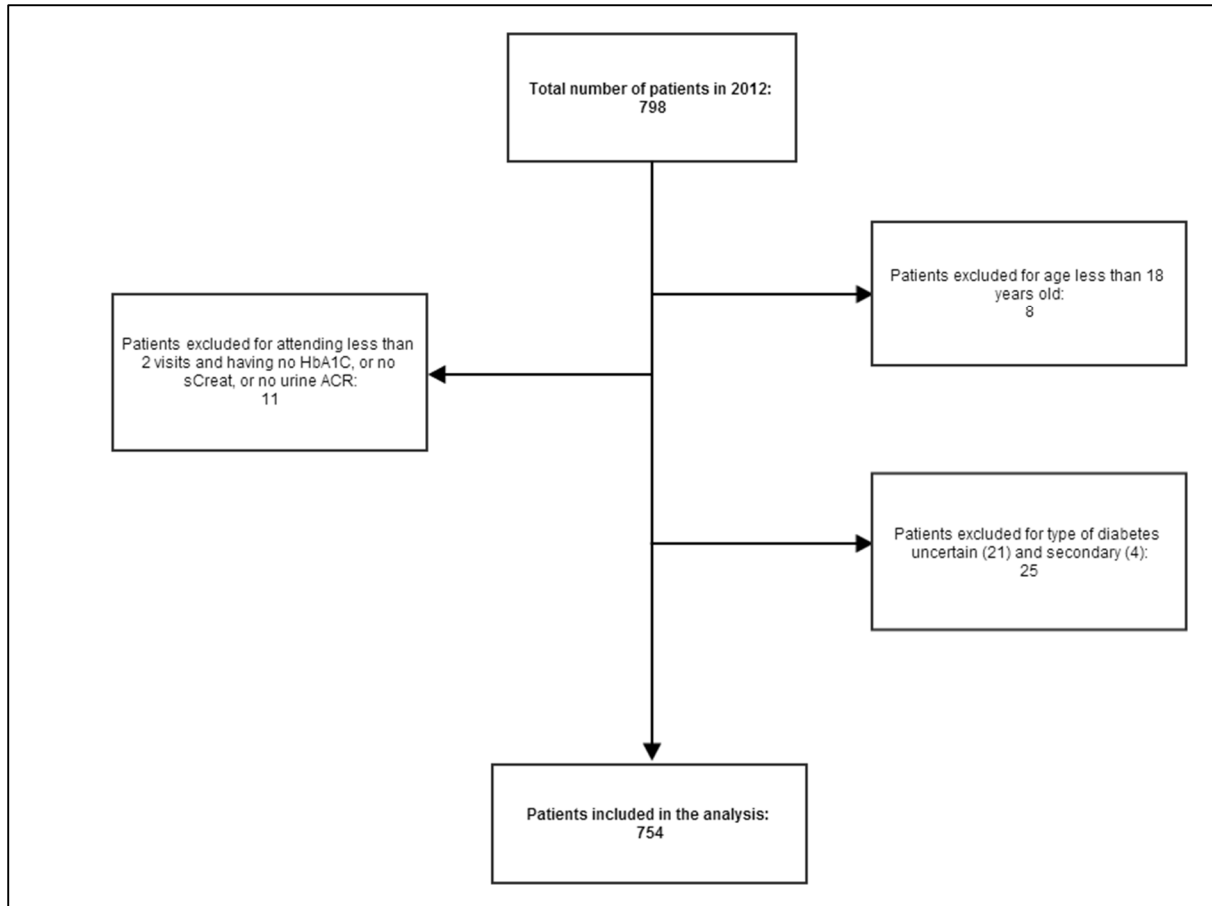 Total number of patients in 2012:
798
Patients excluded for age less than 18
years old:
8
Patients excluded for attending less than
2 visits and having no HbA1C, or no
sCreat, or no urine ACR:
11
Patients excluded for type of diabetes
uncertain (21) and secondary (4):
25
Patients included in the analysis:
754